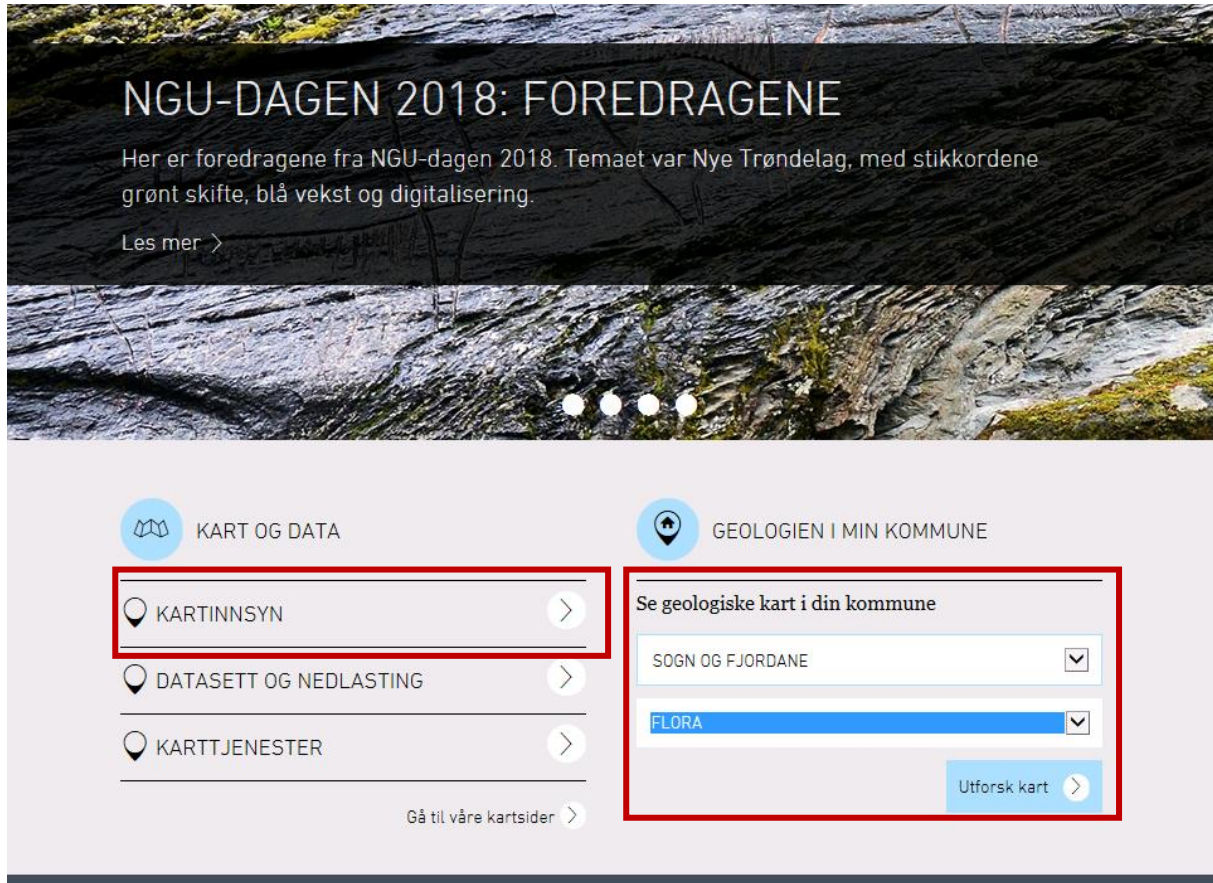 NGU-DAGEN 2018: FOREDRAGENE
Her er foredragene fra NGU-dagen 2018. Temaet var Nye Trøndelag, med stikkordene
grønt skifte, blå vekst og digitalisering.
Les mer
KART OG DATA
KARTINNSYN
DATASETT OG NEDLASTING
KARTTJENESTER
Gå til våre kartsider
GEOLOGIEN I MIN KOMMUNE
Se geologiske kart i din kommune
SOGN OG FJORDANE
FLORA
Utforsk kart